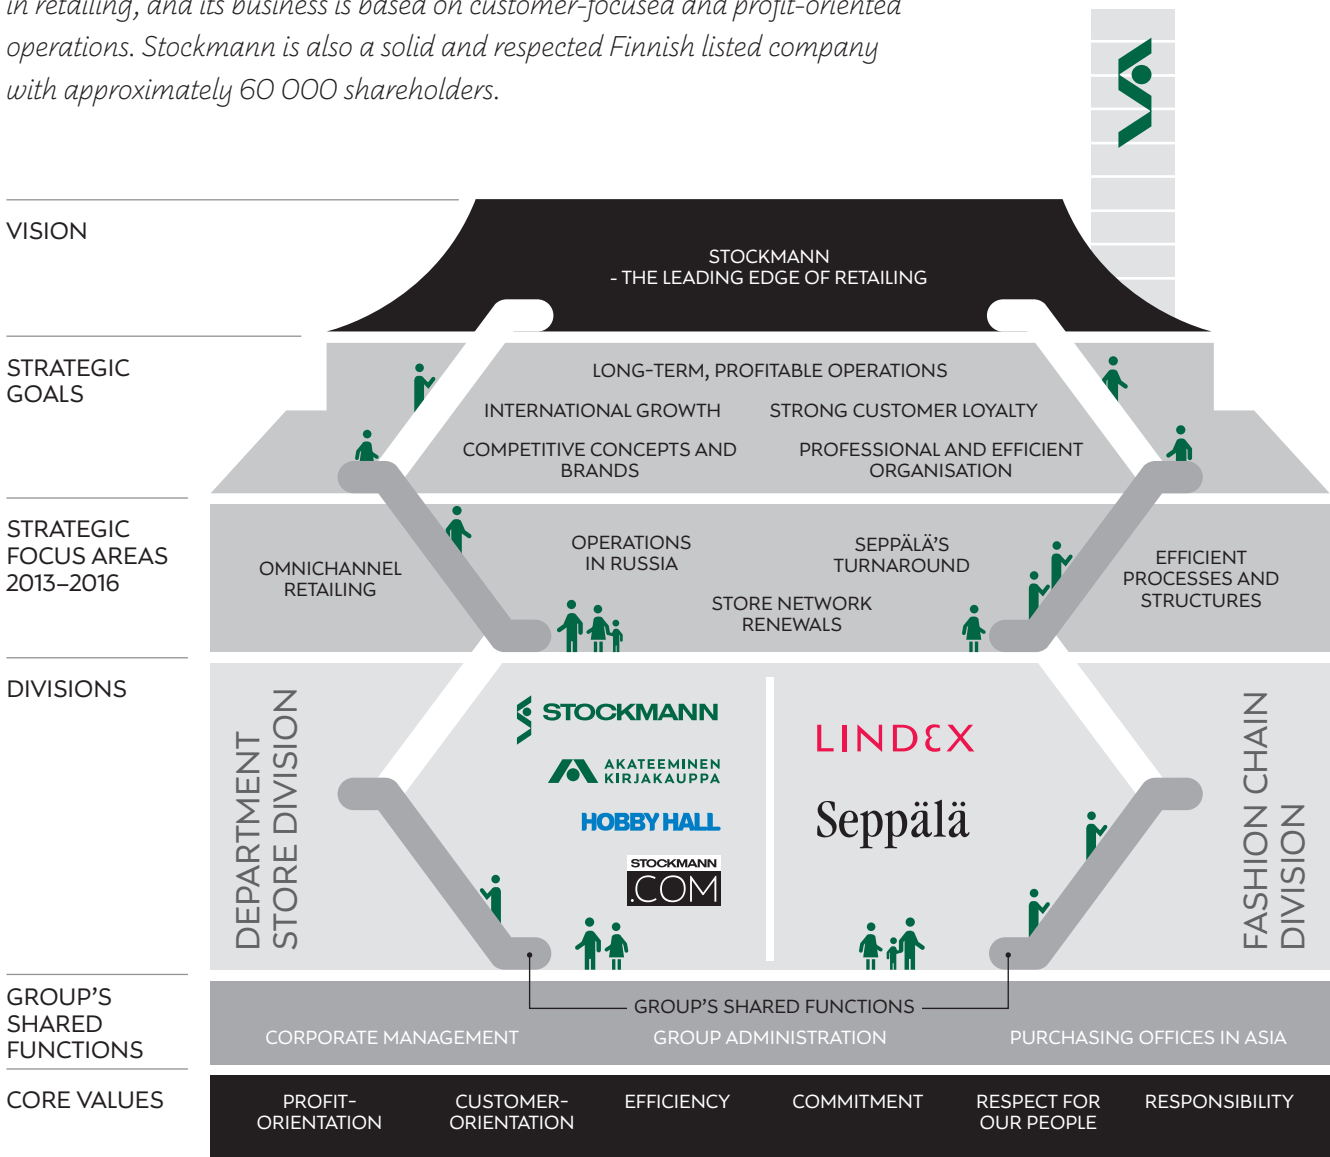 in retailing, and its business is based on customer-focused and profit-oriented
operations. Stockmann is also a solid and respected Finnish listed company
with approximately 60 000 shareholders.
VISION
STOCKMANN
- THE LEADING EDGE OF RETAILING
STRATEGIC
GOALS
LONG-TERM, PROFITABLE OPERATIONS
INTERNATIONAL GROWTH
STRONG CUSTOMER LOYALTY
COMPETITIVE CONCEPTS AND
BRANDS
PROFESSIONAL AND EFFICIENT
ORGANISATION
STRATEGIC
FOCUS AREAS
2013–2016
OMNICHANNEL
RETAILING
OPERATIONS
IN RUSSIA
SEPPÄLÄ'S
TURNAROUND
STORE NETWORK
RENEWALS
EFFICIENT
PROCESSES AND
STRUCTURES
DIVISIONS
DEPARTMENT
STORE DIVISION
STOCKMANN
AKATEEMINEN
KIRJAKAUPPA
HOBBY HALL
STOCKMANN
.COM
LINDEX
Seppälä
FASHION CHAIN
DIVISION
GROUP'S
SHARED
FUNCTIONS
GROUP'S SHARED FUNCTIONS
CORPORATE MANAGEMENT
GROUP ADMINISTRATION
PURCHASING OFFICES IN ASIA
CORE VALUES
PROFIT-
ORIENTATION
CUSTOMER-
ORIENTATION
EFFICIENCY
COMMITMENT
RESPECT FOR
OUR PEOPLE
RESPONSIBILITY